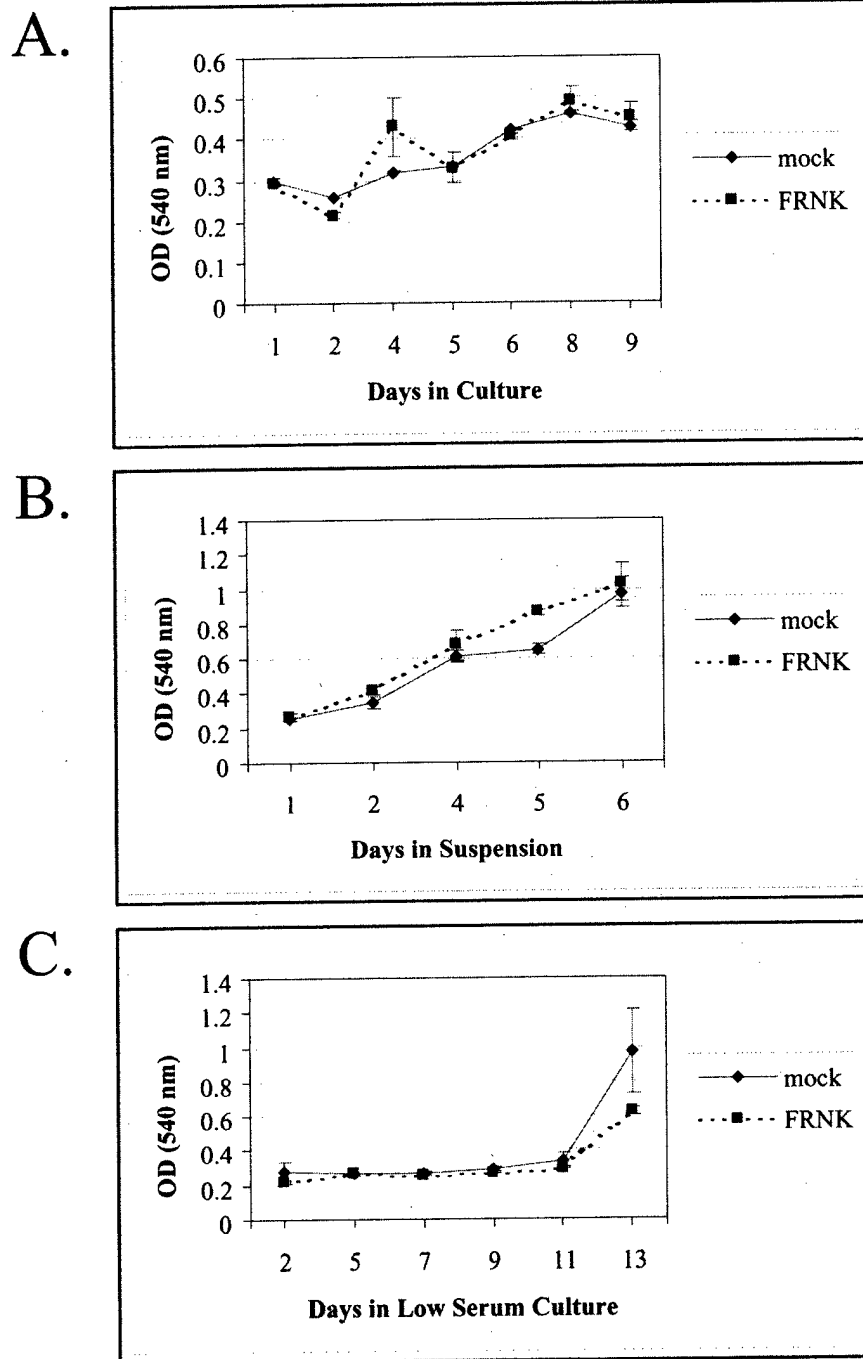 A.
0.6
0.5
0.4
0.3
0.2
0.1
0
OD (540 nm)
1 2 4 5 6 8 9
Days in Culture
mock
FRNK
B.
1.4
1.2
1
0.8
0.6
0.4
0.2
0
OD (540 nm)
1 2 4 5 6
Days in Suspension
mock
FRNK
C.
1.4
1.2
1
0.8
0.6
0.4
0.2
0
OD (540 nm)
2 5 7 9 11 13
Days in Low Serum Culture
mock
FRNK